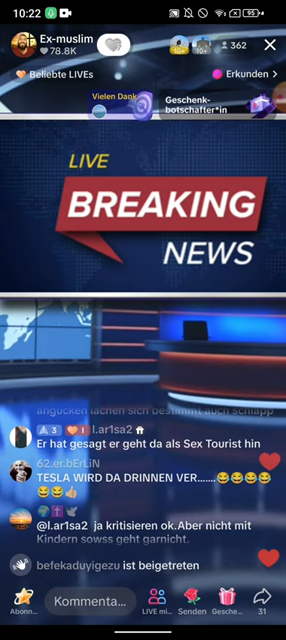 10:22
95
Ex-muslim
78.8K
10+
10+
362
Beliebte LIVEs
Erkunden >
Vielen Dank
Geschenk-
botschafter*in
LIVE
BREAKING
NEWS
angucken lachen sich bestimmt auch schlapp
3 I l.ar1sa2
Er hat gesagt er geht da als Sex Tourist hin
62.er.bErLiN
TESLA WIRD DA DRINNEN VER.......😂😂😂😂
😂😂👍
@l.ar1sa2 ja kritisieren ok.Aber nicht mit
Kindern sowss geht garnicht.
befekaduyigezu ist beigetreten
Kommenta...
Abonn...
LIVE mi...
Senden
Gesche...
31